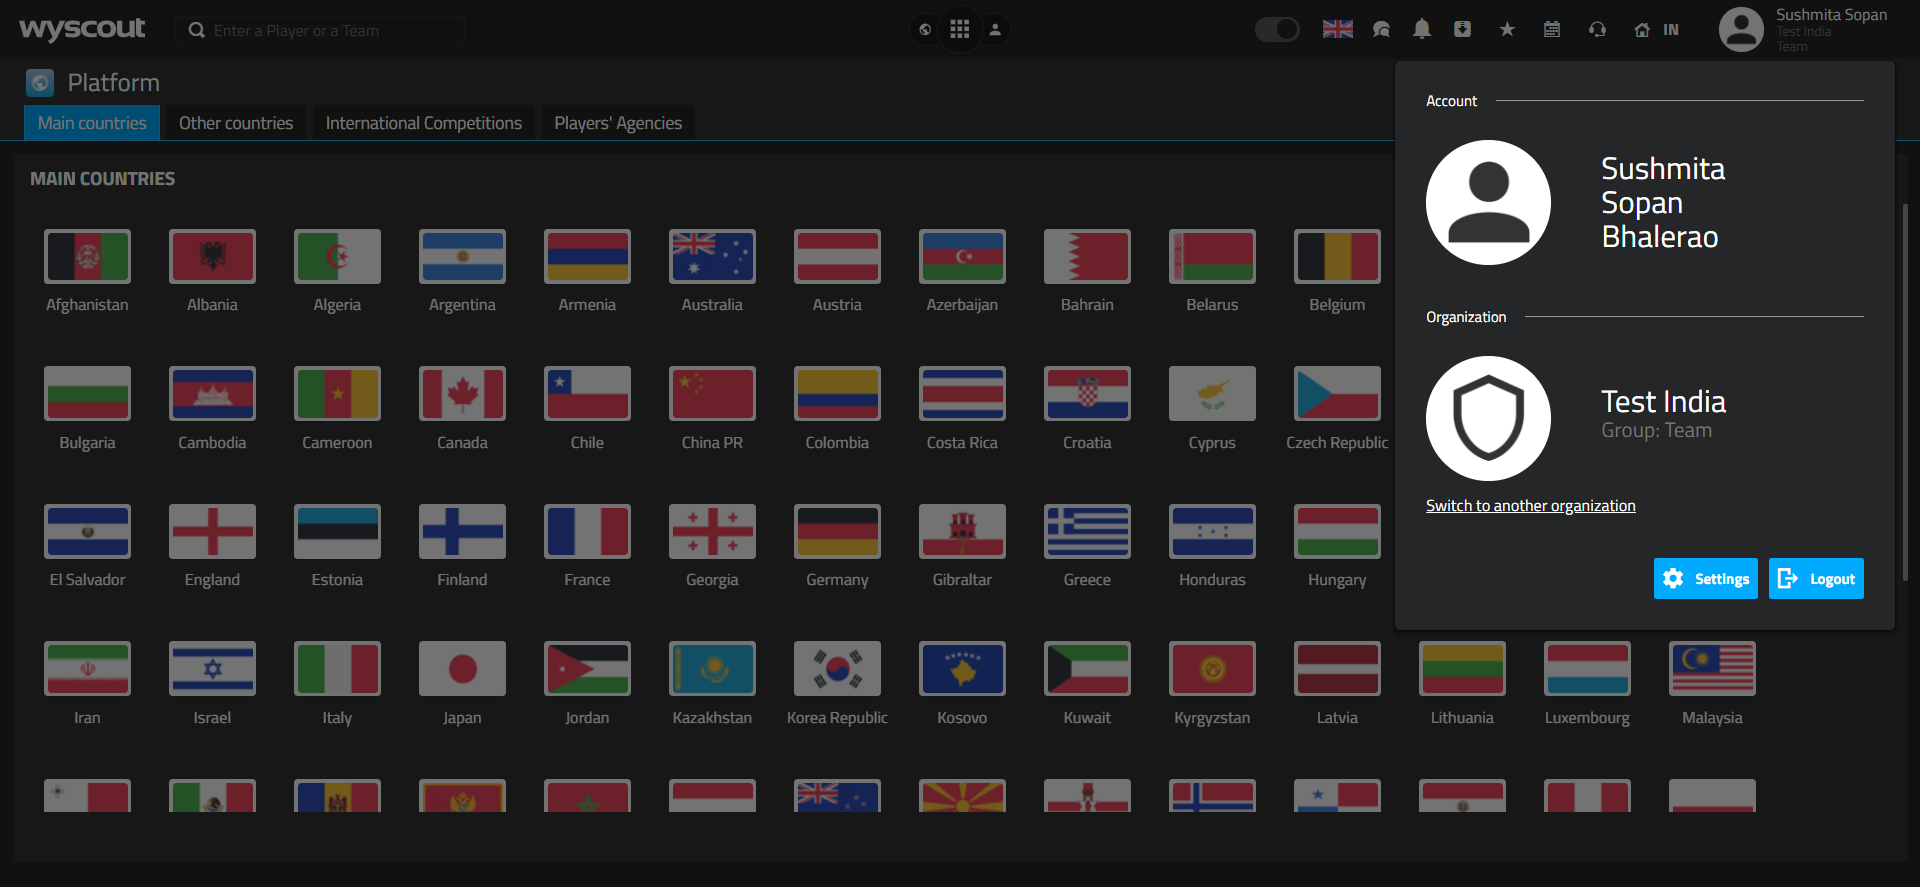 wyscout
Enter a Player or a Team
IN
Sushmita Sopan
Test India
Team
Platform
Main countries
Other countries
International Competitions
Players' Agencies
MAIN COUNTRIES
Afghanistan
Albania
Algeria
Argentina
Armenia
Australia
Austria
Azerbaijan
Bahrain
Belarus
Belgium
Bulgaria
Cambodia
Cameroon
Canada
Chile
China PR
Colombia
Costa Rica
Croatia
Cyprus
Czech Republic
El Salvador
England
Estonia
Finland
France
Georgia
Germany
Gibraltar
Greece
Honduras
Hungary
Iran
Israel
Italy
Japan
Jordan
Kazakhstan
Korea Republic
Kosovo
Kuwait
Kyrgyzstan
Latvia
Lithuania
Luxembourg
Malaysia
Account
Sushmita
Sopan
Bhalerao
Organization
Test India
Group: Team
Switch to another organization
Settings
Logout